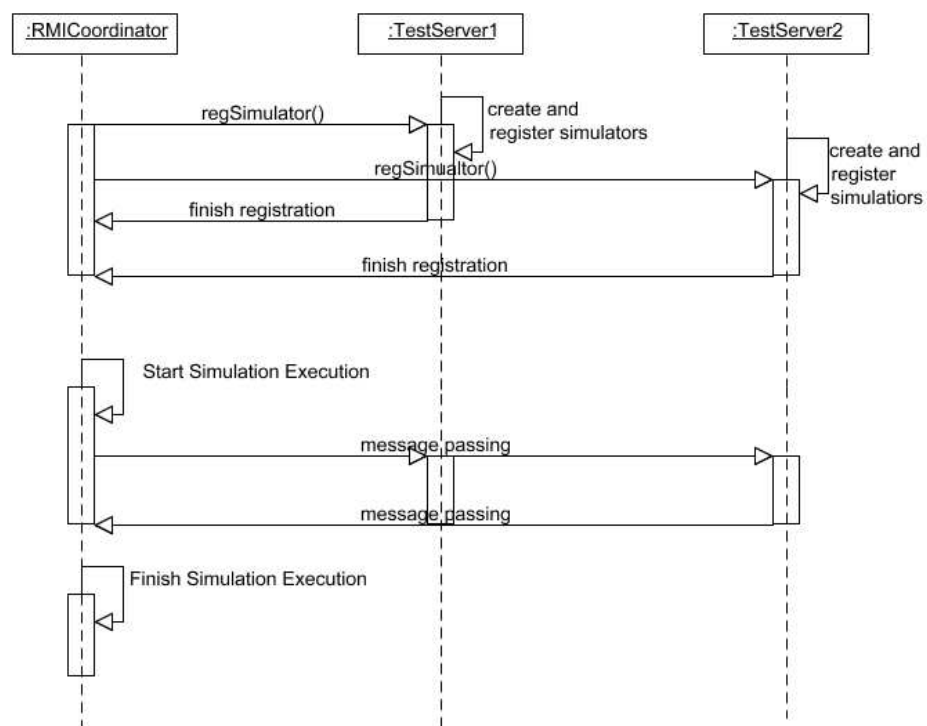 :RMICoordinator
:TestServer1
:TestServer2
regSimulator()
create and
register simulators
create and
register
simulatiors
regSimualtor()
finish registration
finish registration
Start Simulation Execution
message passing
message passing
Finish Simulation Execution